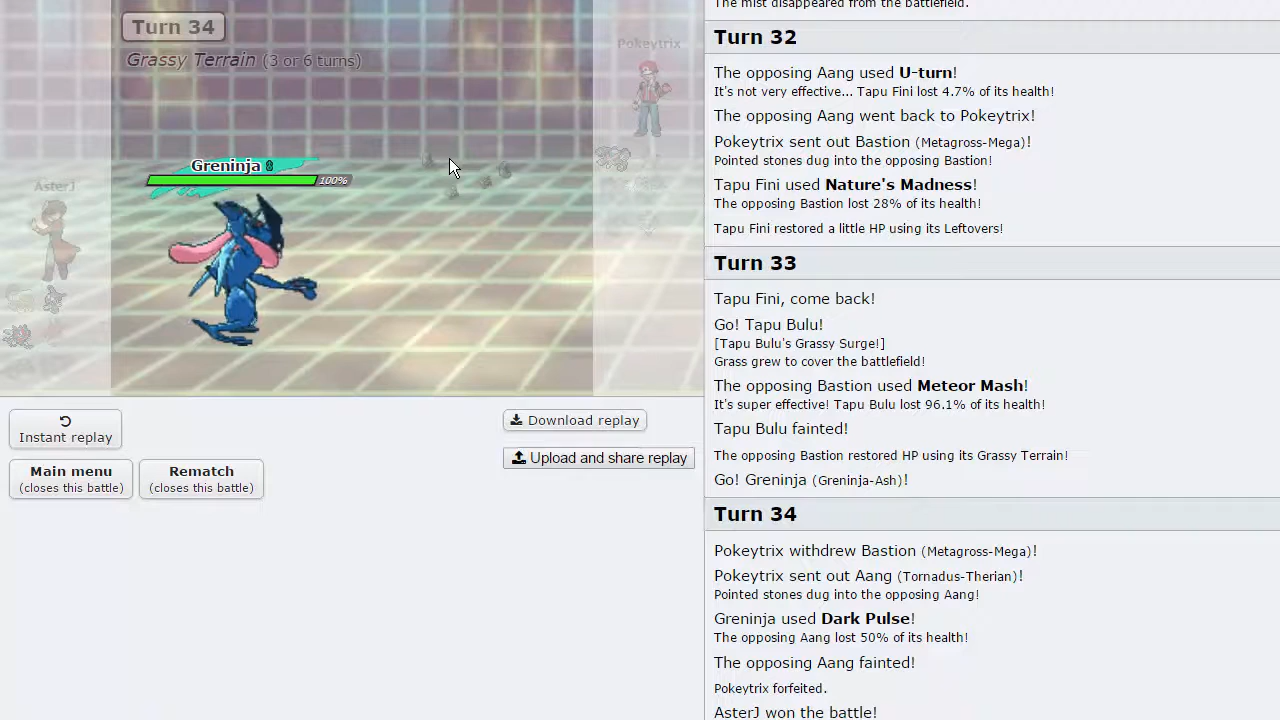 Turn 34
Grassy Terrain (3 or 6 turns)
Pokeytrix
AsterJ
Greninja
100%
Instant replay
Main menu
(closes this battle)
Rematch
(closes this battle)
Download replay
Upload and share replay
The mist disappeared from the battlefield.
Turn 32
The opposing Aang used U-turn!
It's not very effective... Tapu Fini lost 4.7% of its health!
The opposing Aang went back to Pokeytrix!
Pokeytrix sent out Bastion (Metagross-Mega)!
Pointed stones dug into the opposing Bastion!
Tapu Fini used Nature's Madness!
The opposing Bastion lost 28% of its health!
Tapu Fini restored a little HP using its Leftovers!
Turn 33
Tapu Fini, come back!
Go! Tapu Bulu!
[Tapu Bulu's Grassy Surge!]
Grass grew to cover the battlefield!
The opposing Bastion used Meteor Mash!
It's super effective! Tapu Bulu lost 96.1% of its health!
Tapu Bulu fainted!
The opposing Bastion restored HP using its Grassy Terrain!
Go! Greninja (Greninja-Ash)!
Turn 34
Pokeytrix withdrew Bastion (Metagross-Mega)!
Pokeytrix sent out Aang (Tornadus-Therian)!
Pointed stones dug into the opposing Aang!
Greninja used Dark Pulse!
The opposing Aang lost 50% of its health!
The opposing Aang fainted!
Pokeytrix forfeited.
AsterJ won the battle!